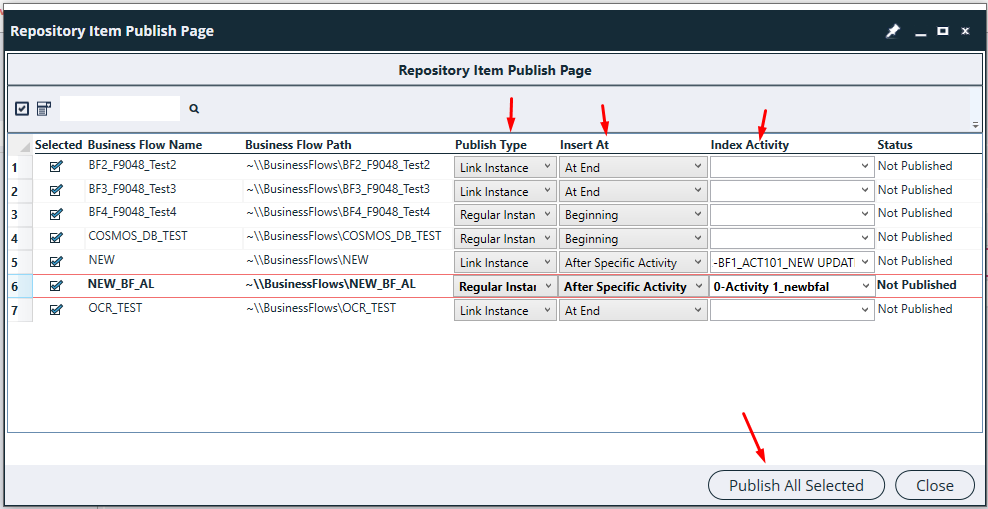 Repository Item Publish Page
Repository Item Publish Page
Selected Business Flow Name Business Flow Path Publish Type Insert At Index Activity Status
1 BF2_F9048_Test2 ~\\BusinessFlows\BF2_F9048_Test2 Link Instance At End Not Published
2 BF3_F9048_Test3 ~\\BusinessFlows\BF3_F9048_Test3 Link Instance At End Not Published
3 BF4_F9048_Test4 ~\\BusinessFlows\BF4_F9048_Test4 Regular Instan Beginning Not Published
4 COSMOS_DB_TEST ~\\BusinessFlows\COSMOS_DB_TEST Regular Instan Beginning Not Published
5 NEW ~\\BusinessFlows\NEW Link Instance After Specific Activity -BF1_ACT101_NEW UPDATI Not Published
6 NEW_BF_AL ~\\BusinessFlows\NEW_BF_AL Regular Instan After Specific Activity 0-Activity 1_newbfal Not Published
7 OCR_TEST ~\\BusinessFlows\OCR_TEST Link Instance At End Not Published
Publish All Selected Close